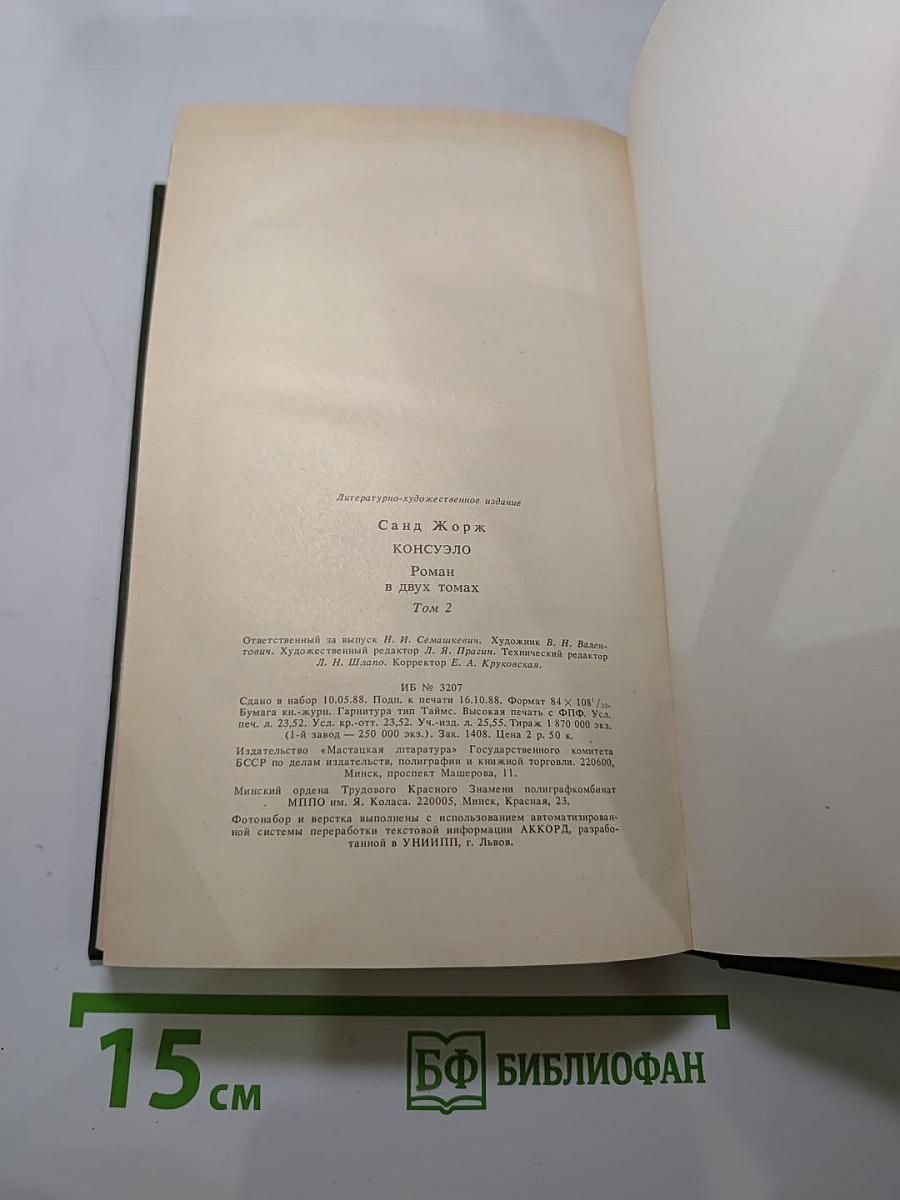 Литературно-художественное издание
Санд Жорж
КОНСУЭЛО
Роман
в двух томах
Том 2
Ответственный за выпуск Н. И. Семашкевич. Художник В. Н. Вален-
тович. Художественный редактор Л. Я. Прагин. Технический редактор
Л. Н. Шлапо. Корректор Е. А. Круковская.
ИБ № 3207
Сдано в набор 10.05.88. Подп. к печати 16.10.88. Формат 84×108¹/₃₂.
Бумага кн.-журн. Гарнитура тип Таймс. Высокая печать с ФПФ. Усл.
печ. л. 23,52. Усл. кр.-отт. 23,52. Уч.-изд. л. 25,55. Тираж 1 870 000 экз.
(1-й завод — 250 000 экз.). Зак. 1408. Цена 2 р. 50 к.
Издательство «Мастацкая літаратура» Государственного комитета
БССР по делам издательств, полиграфии и книжной торговли. 220600,
Минск, проспект Машерова, 11.
Минский ордена Трудового Красного Знамени полиграфкомбинат
МППО им. Я. Коласа. 220005, Минск, Красная, 23.
Фотонабор и верстка выполнены с использованием автоматизирован-
ной системы переработки текстовой информации АККОРД, разрабо-
танной в УНИИПП, г. Львов.
15 см
БФ БИБЛИОФАН